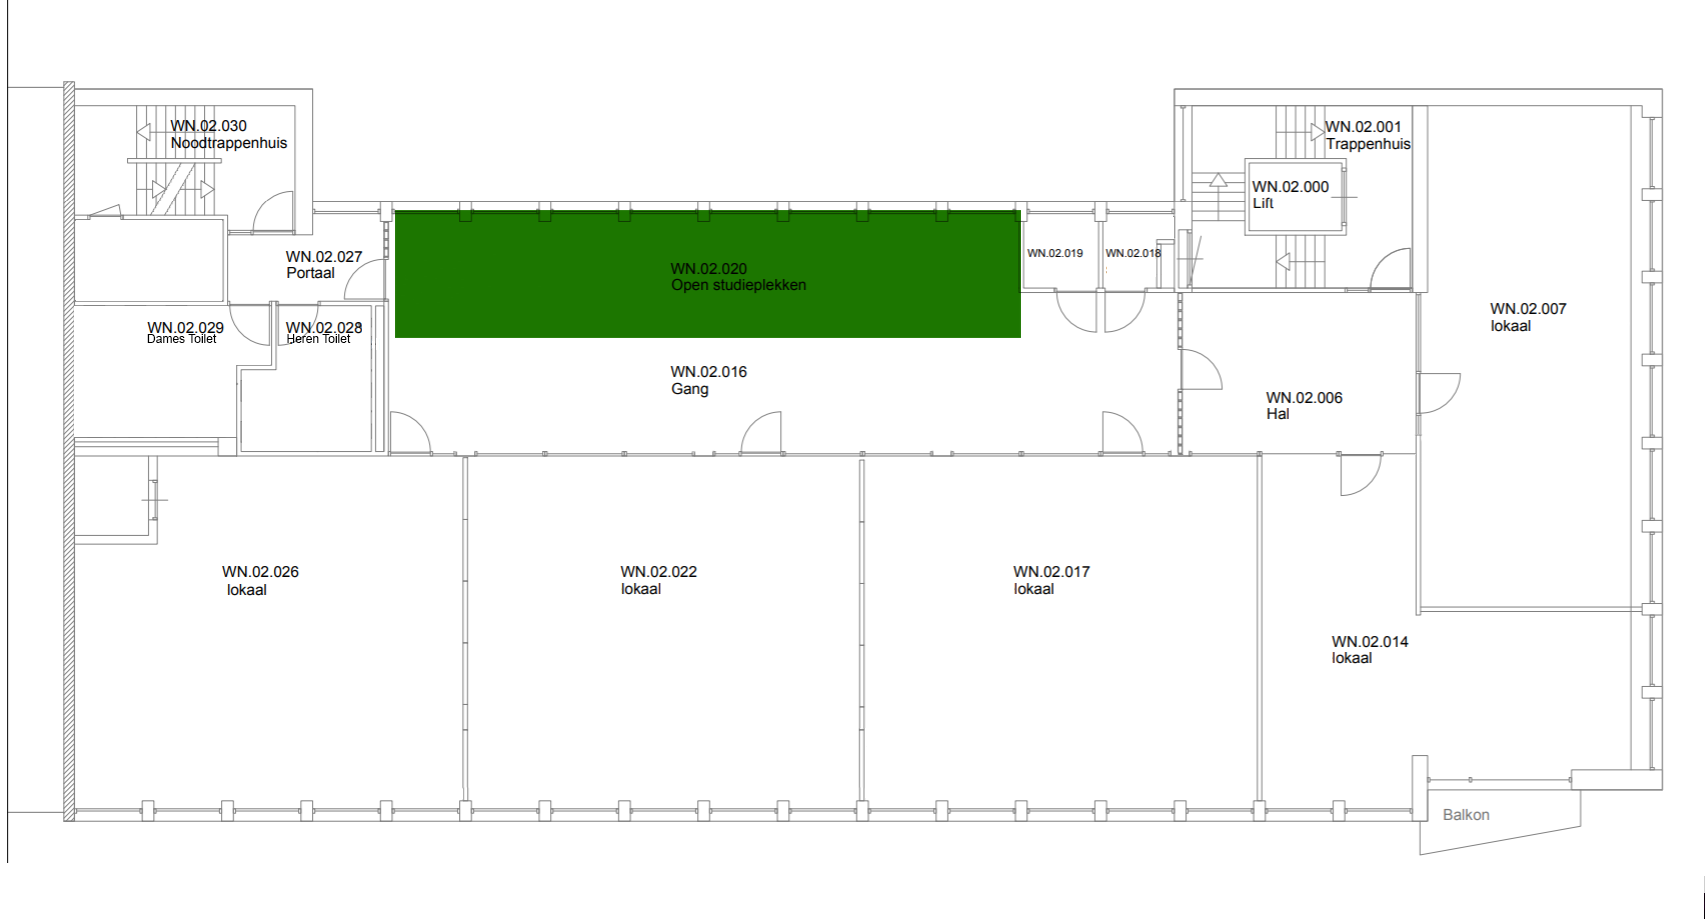 WN.02.030
Noodtrappenhuis
WN.02.001
Trappenhuis
WN.02.000
Lift
WN.02.027
Portaal
WN.02.020
Open studieplekken
WN.02.019
WN.02.018
WN.02.029
Dames Toilet
WN.02.028
Heren Toilet
WN.02.007
lokaal
WN.02.016
Gang
WN.02.006
Hal
WN.02.026
lokaal
WN.02.022
lokaal
WN.02.017
lokaal
WN.02.014
lokaal
Balkon